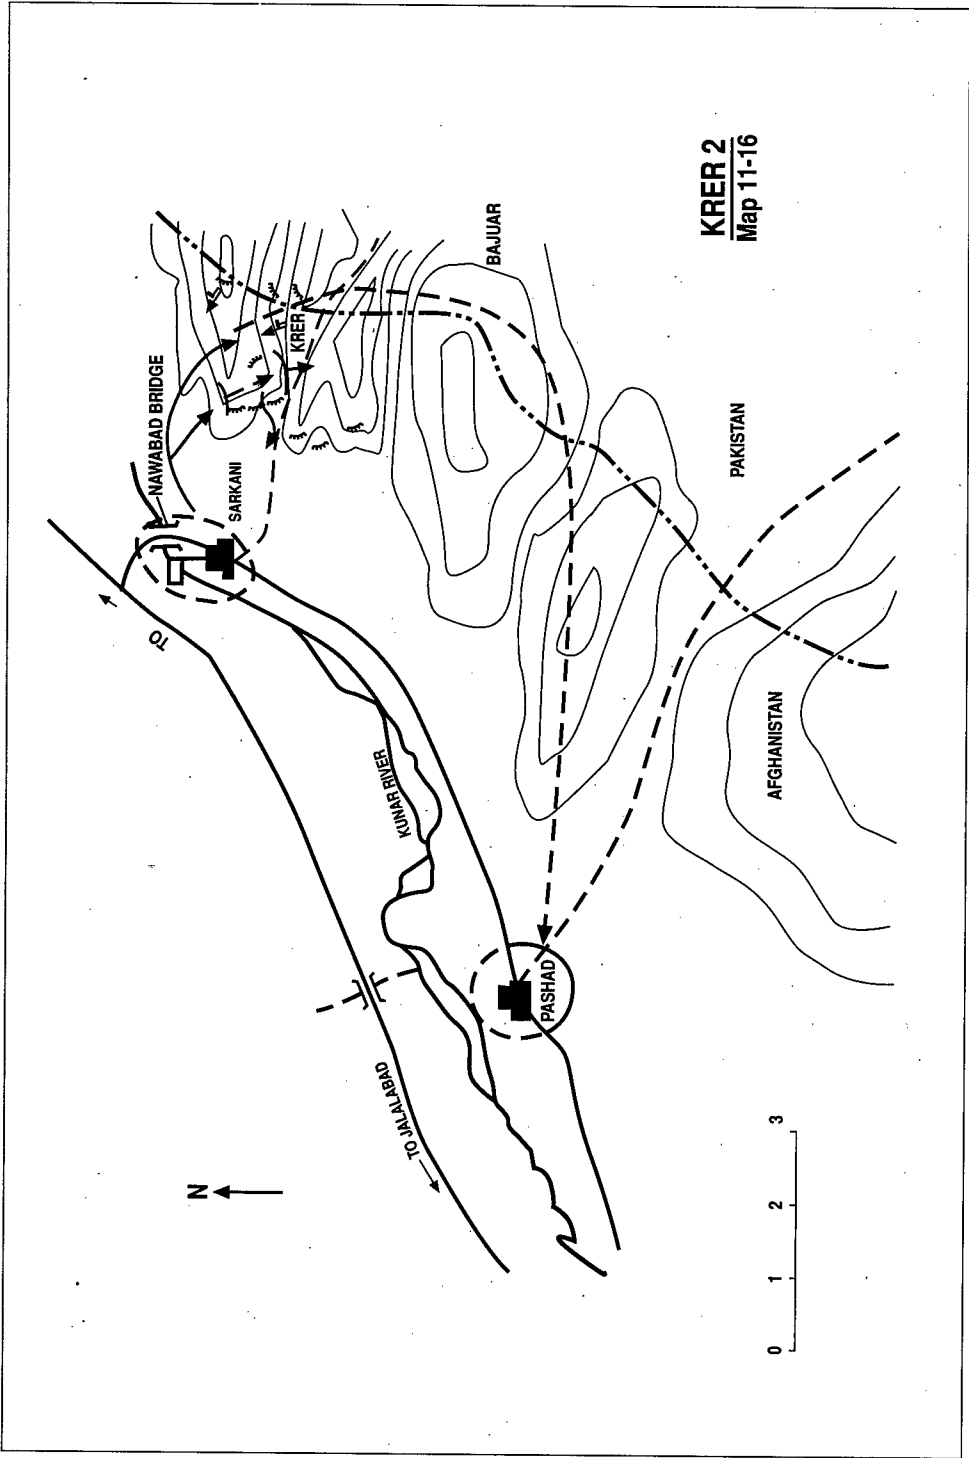 NAWABAD BRIDGE
SARKANI
KRER
TO
KUNAR RIVER
BAJUAR
PAKISTAN
AFGHANISTAN
PASHAD
TO JALALABAD
N
0 1 2 3
KRER 2
Map 11-16